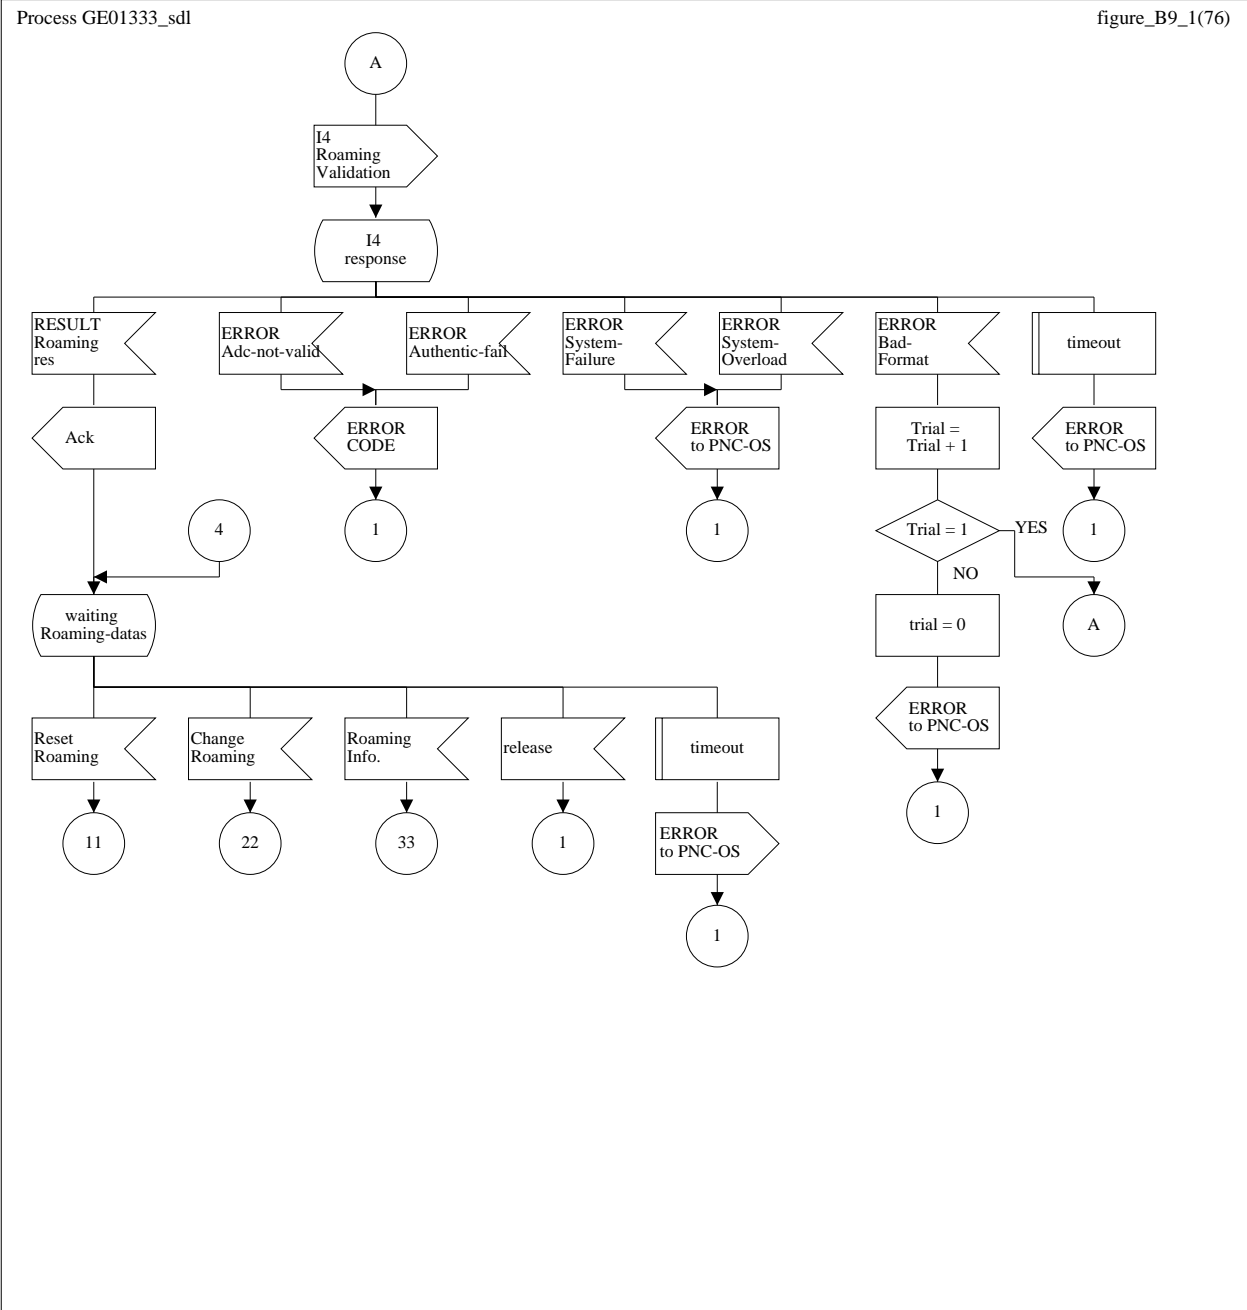 Process GE01333_sdl
figure_B9_1(76)
A
I4
Roaming
Validation
I4
response
RESULT
Roaming
res
ERROR
Adc-not-valid
ERROR
Authentic-fail
ERROR
System-
Failure
ERROR
System-
Overload
ERROR
Bad-
Format
timeout
Ack
ERROR
CODE
ERROR
to PNC-OS
Trial =
Trial + 1
ERROR
to PNC-OS
4
1
1
Trial = 1
YES
1
NO
waiting
Roaming-datas
trial = 0
A
Reset
Roaming
Change
Roaming
Roaming
Info.
release
timeout
ERROR
to PNC-OS
11
22
33
1
ERROR
to PNC-OS
1
1